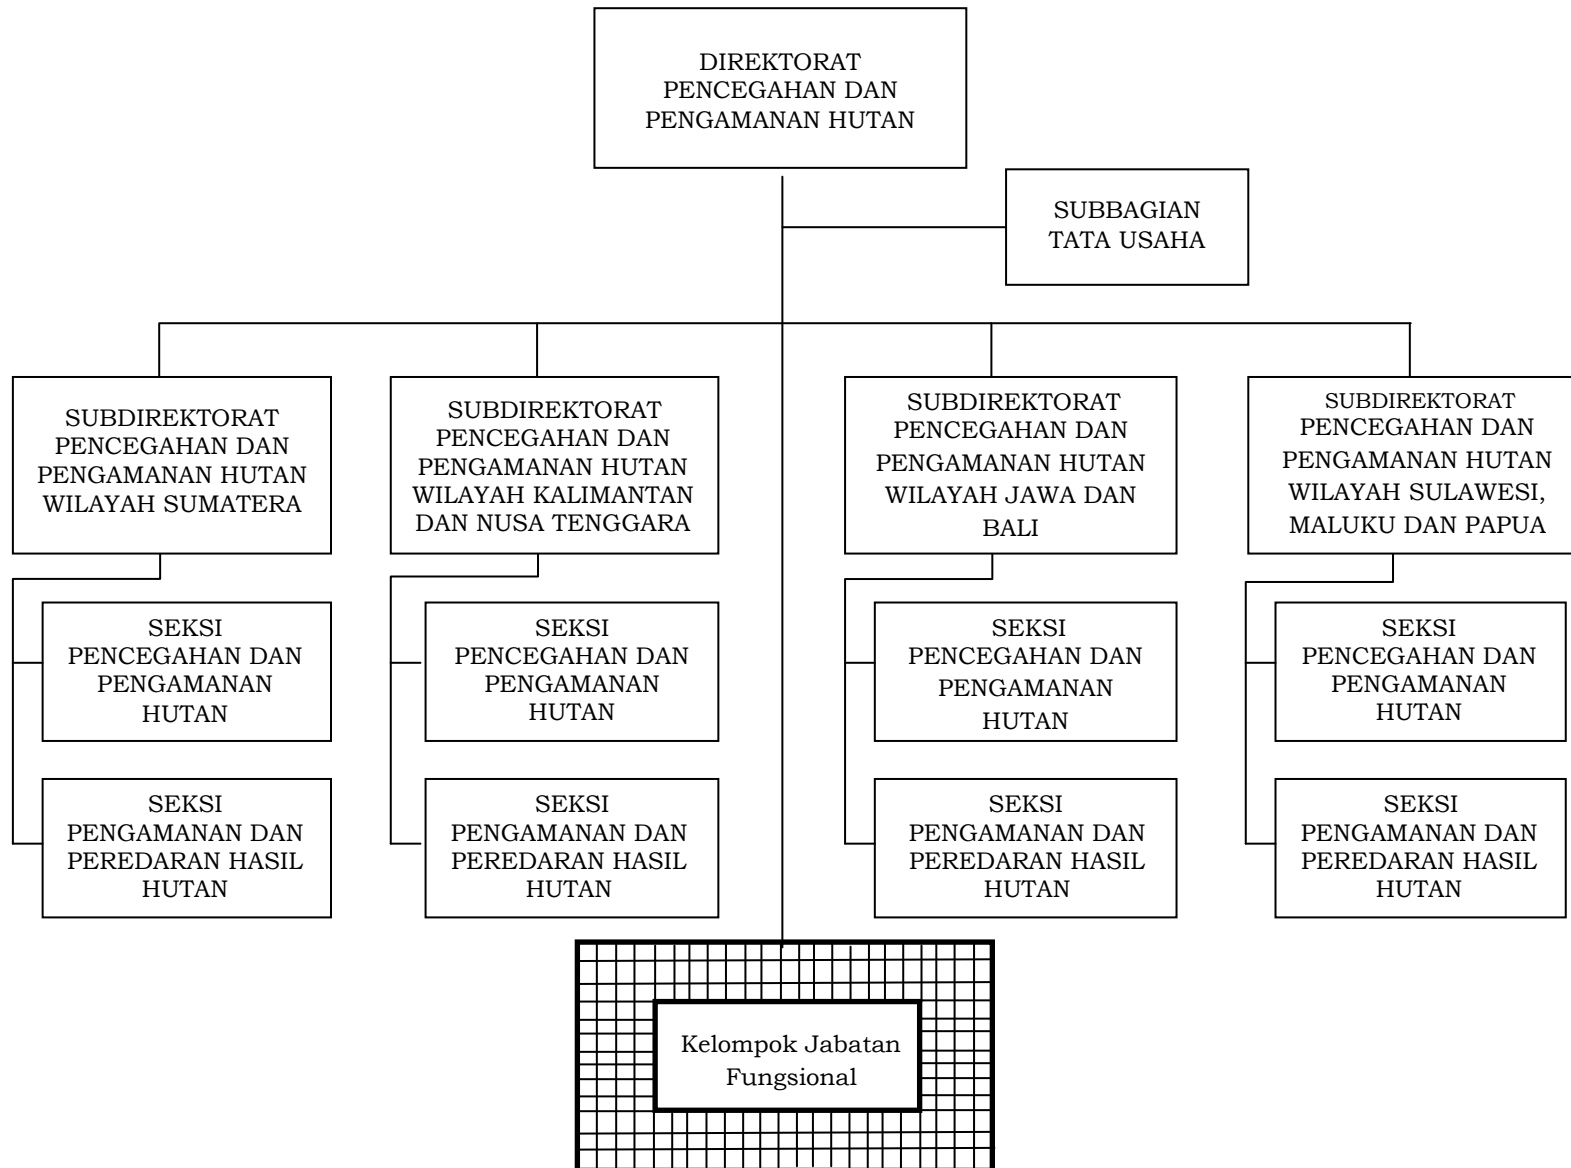 DIREKTORAT
PENCEGAHAN DAN
PENGAMANAN HUTAN
SUBBAGIAN
TATA USAHA
SUBDIREKTORAT
PENCEGAHAN DAN
PENGAMANAN HUTAN
WILAYAH SUMATERA
SUBDIREKTORAT
PENCEGAHAN DAN
PENGAMANAN HUTAN
WILAYAH KALIMANTAN
DAN NUSA TENGGARA
SUBDIREKTORAT
PENCEGAHAN DAN
PENGAMANAN HUTAN
WILAYAH JAWA DAN
BALI
SUBDIREKTORAT
PENCEGAHAN DAN
PENGAMANAN HUTAN
WILAYAH SULAWESI,
MALUKU DAN PAPUA
SEKSI
PENCEGAHAN DAN
PENGAMANAN
HUTAN
SEKSI
PENCEGAHAN DAN
PENGAMANAN
HUTAN
SEKSI
PENCEGAHAN DAN
PENGAMANAN
HUTAN
SEKSI
PENCEGAHAN DAN
PENGAMANAN
HUTAN
SEKSI
PENGAMANAN DAN
PEREDARAN HASIL
HUTAN
SEKSI
PENGAMANAN DAN
PEREDARAN HASIL
HUTAN
SEKSI
PENGAMANAN DAN
PEREDARAN HASIL
HUTAN
SEKSI
PENGAMANAN DAN
PEREDARAN HASIL
HUTAN
Kelompok Jabatan
Fungsional